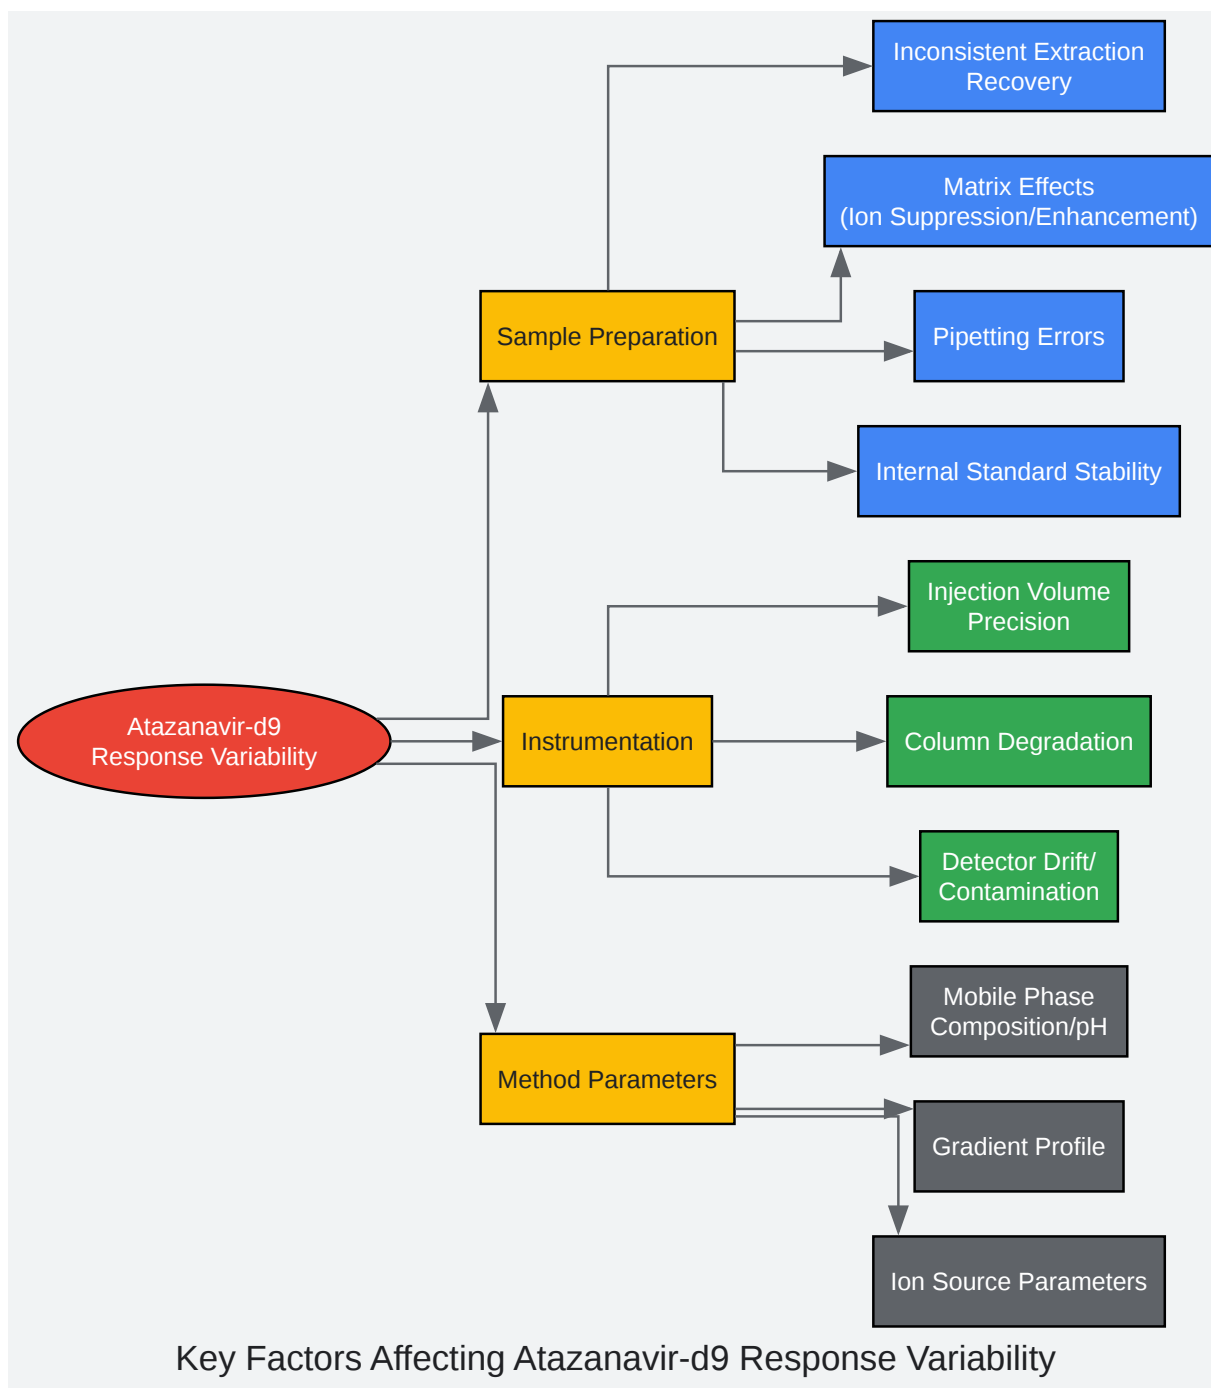 Inconsistent Extraction
Recovery
Matrix Effects
(Ion Suppression/Enhancement)
Sample Preparation
Pipetting Errors
Internal Standard Stability
Injection Volume
Precision
Atazanavir-d9
Response Variability
Instrumentation
Column Degradation
Detector Drift/
Contamination
Mobile Phase
Composition/pH
Method Parameters
Gradient Profile
Ion Source Parameters
Key Factors Affecting Atazanavir-d9 Response Variability